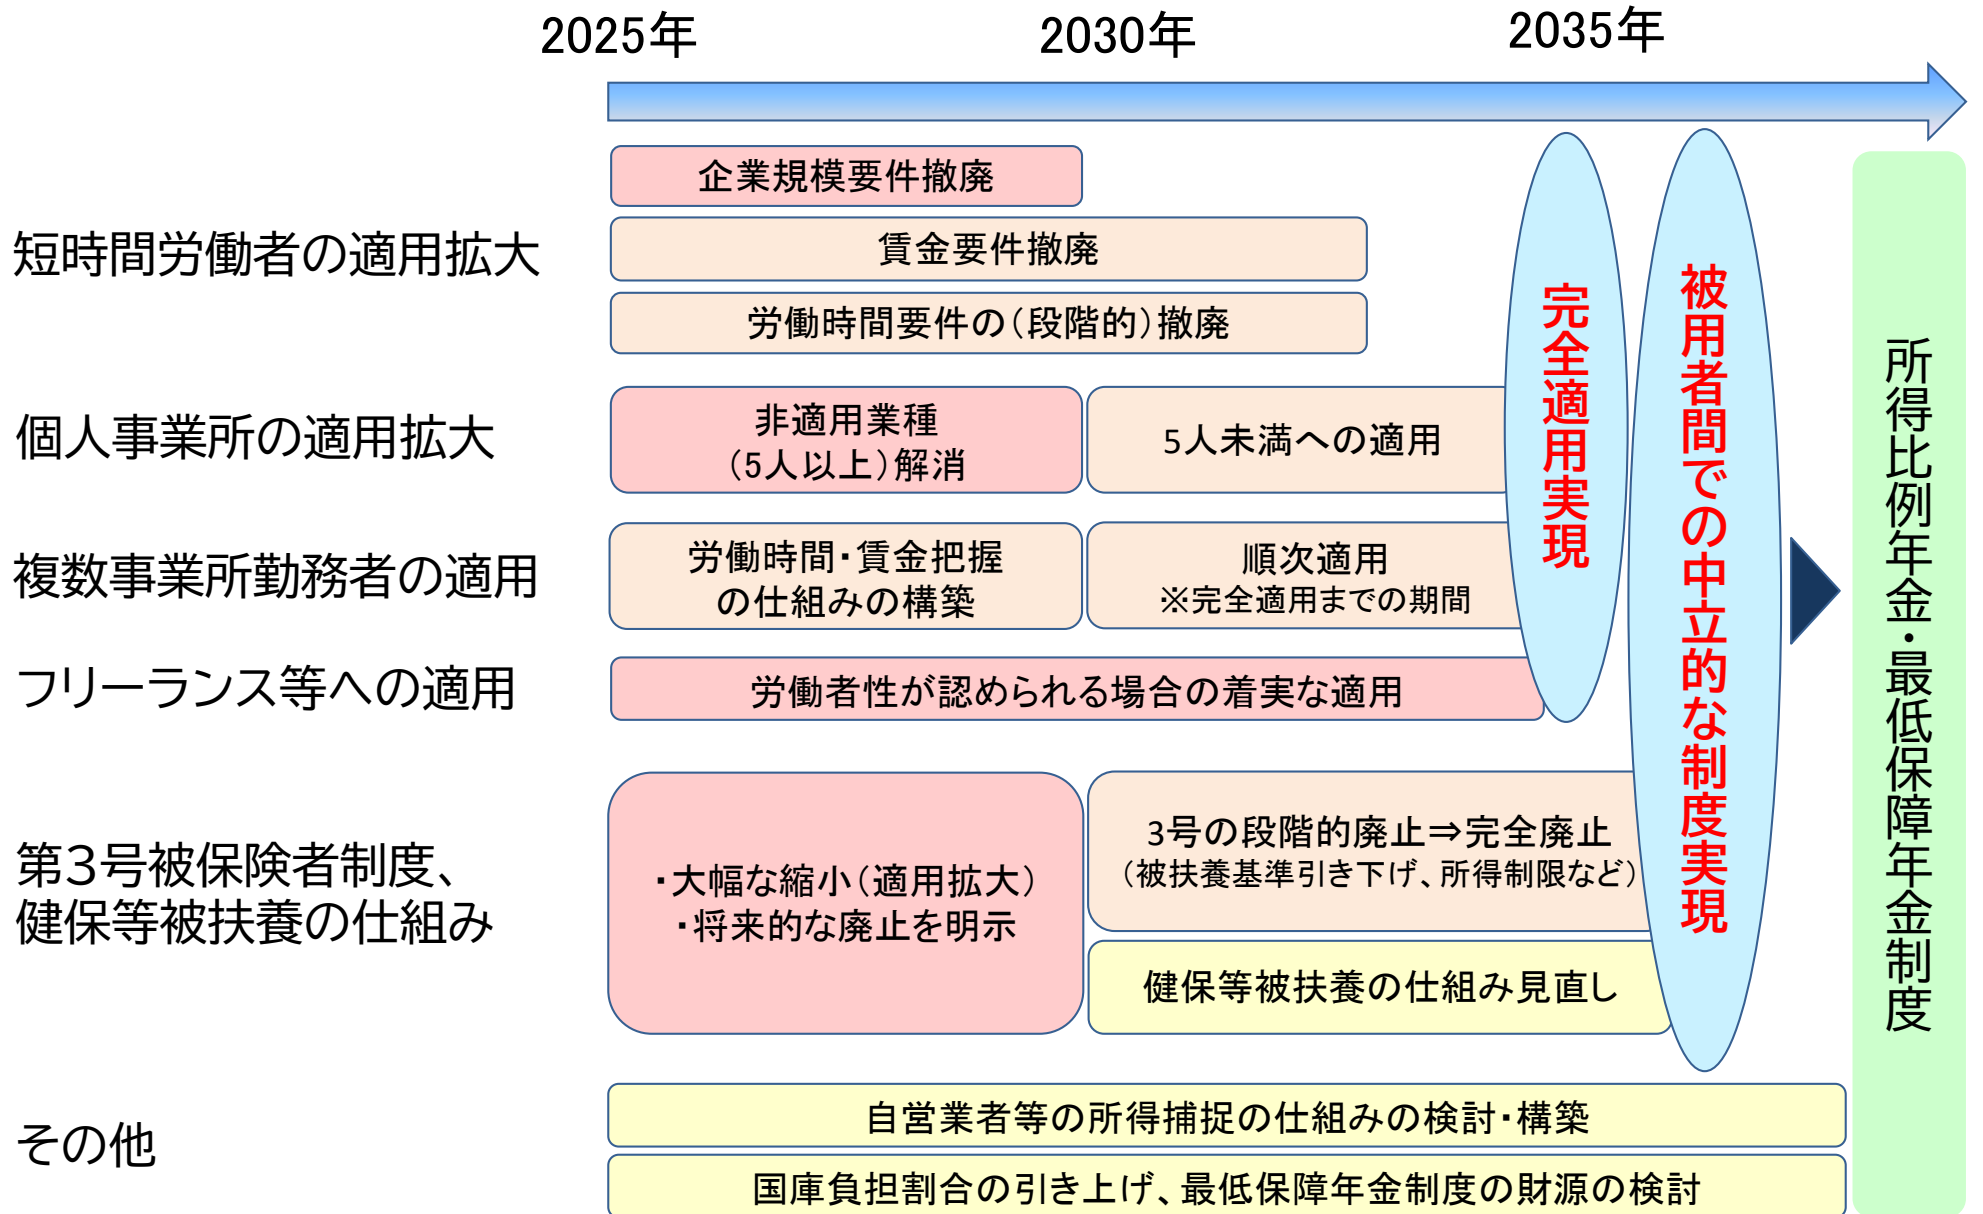 2025年
2030年
2035年
短時間労働者の適用拡大
企業規模要件撤廃
賃金要件撤廃
労働時間要件の(段階的)撤廃
個人事業所の適用拡大
非適用業種
(5人以上)解消
5人未満への適用
複数事業所勤務者の適用
労働時間・賃金把握
の仕組みの構築
順次適用
※完全適用までの期間
フリーランス等への適用
労働者性が認められる場合の着実な適用
第3号被保険者制度、
健保等被扶養の仕組み
・大幅な縮小(適用拡大)
・将来的な廃止を明示
3号の段階的廃止⇒完全廃止
(被扶養基準引き下げ、所得制限など)
健保等被扶養の仕組み見直し
その他
自営業者等の所得捕捉の仕組みの検討・構築
国庫負担割合の引き上げ、最低保障年金制度の財源の検討
完全適用実現
被用者間での中立的な制度実現
所得比例年金・最低保障年金制度